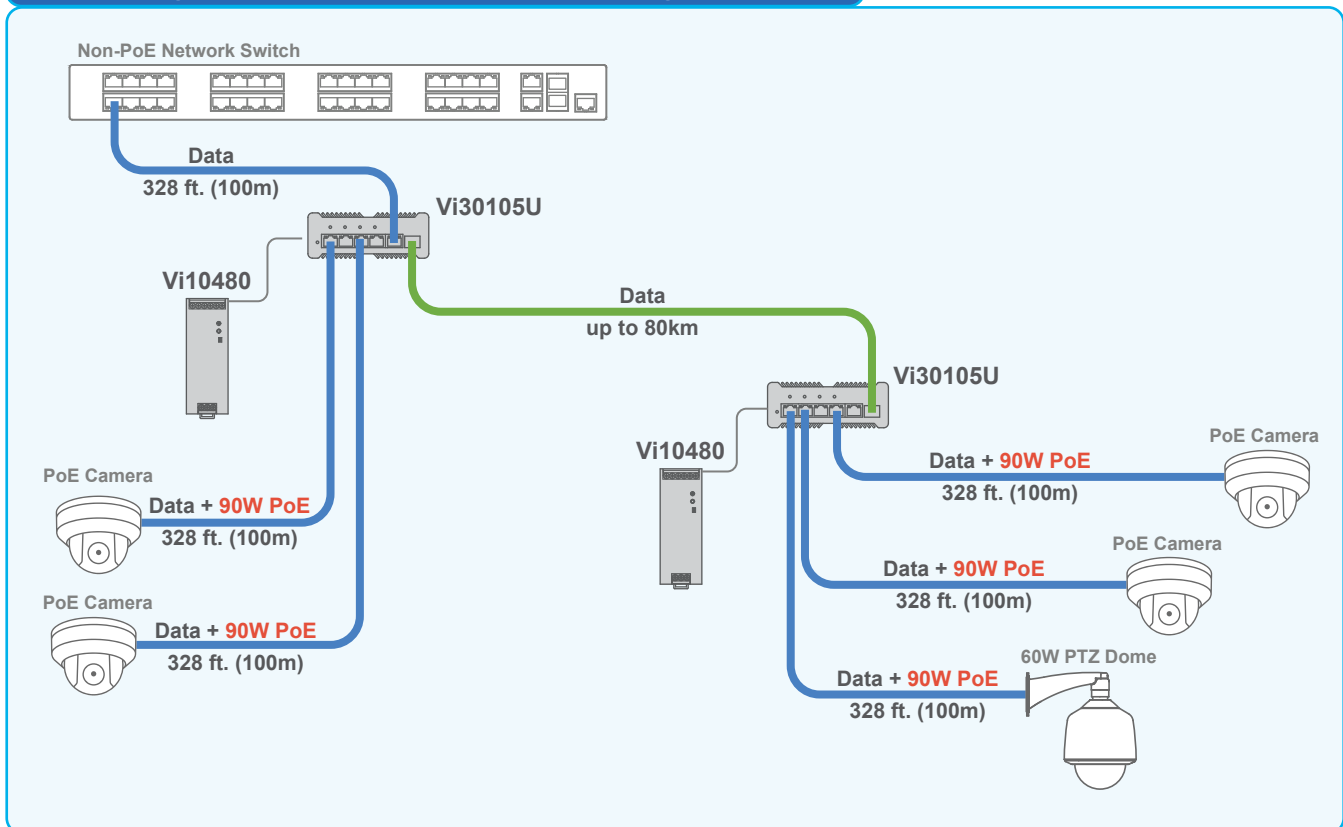 Non-PoE Network Switch
Data
328 ft. (100m)
Vi30105U
Vi10480
Data
up to 80km
Vi30105U
Vi10480
PoE Camera
Data + 90W PoE
328 ft. (100m)
PoE Camera
Data + 90W PoE
328 ft. (100m)
PoE Camera
Data + 90W PoE
328 ft. (100m)
PoE Camera
Data + 90W PoE
328 ft. (100m)
60W PTZ Dome
Data + 90W PoE
328 ft. (100m)